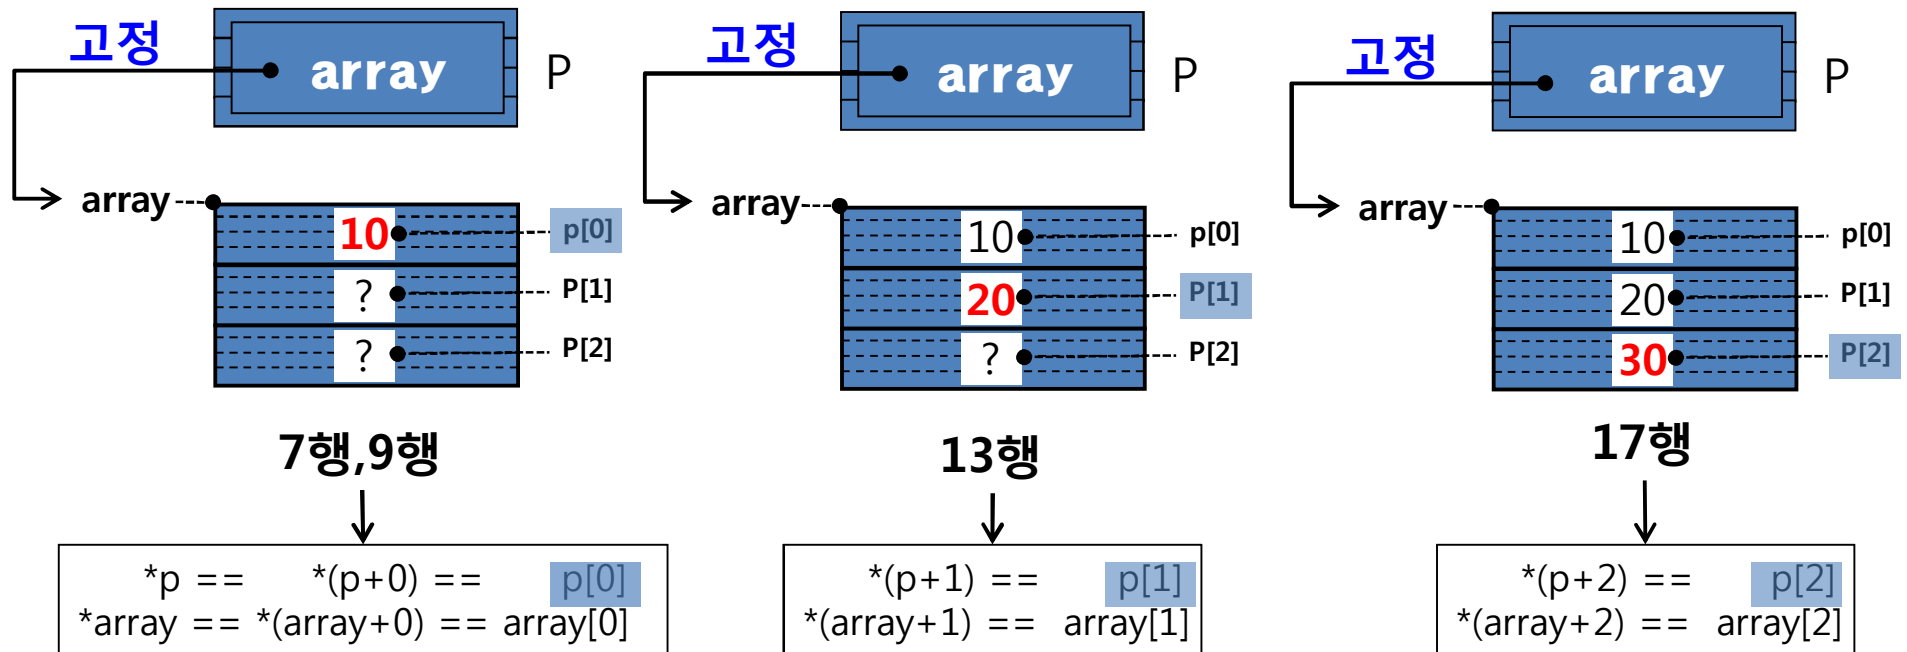 고정
array
P
array
10
p[0]
?
P[1]
?
P[2]
7행,9행
*p == *(p+0) == p[0]
*array == *(array+0) == array[0]
고정
array
P
array
10
p[0]
20
P[1]
?
P[2]
13행
*(p+1) == p[1]
*(array+1) == array[1]
고정
array
P
array
10
p[0]
20
P[1]
30
P[2]
17행
*(p+2) == p[2]
*(array+2) == array[2]